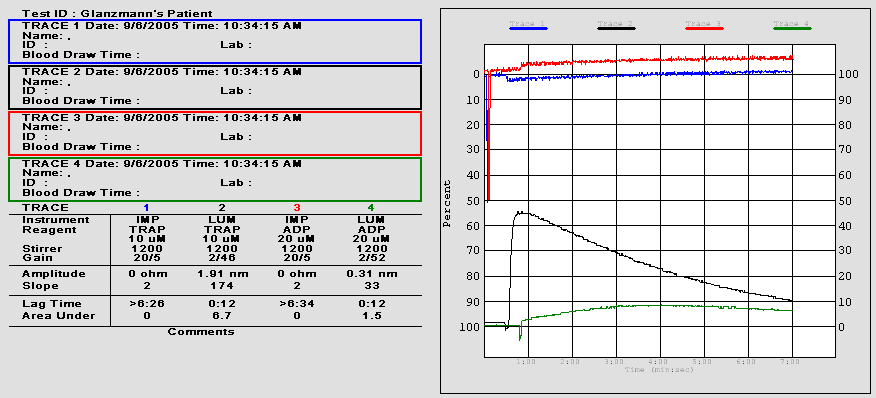 Test ID : Glanzmann's Patient
TRACE 1 Date: 9/6/2005 Time: 10:34:15 AM
Name: ,
ID : Lab :
Blood Draw Time :
TRACE 2 Date: 9/6/2005 Time: 10:34:15 AM
Name: ,
ID : Lab :
Blood Draw Time :
TRACE 3 Date: 9/6/2005 Time: 10:34:15 AM
Name: ,
ID : Lab :
Blood Draw Time :
TRACE 4 Date: 9/6/2005 Time: 10:34:15 AM
Name: ,
ID : Lab :
Blood Draw Time :
TRACE 1 2 3 4
Instrument IMP LUM IMP LUM
Reagent TRAP TRAP ADP ADP
10 uM 10 uM 20 uM 20 uM
Stirrer 1200 1200 1200 1200
Gain 20/5 2/46 20/5 2/52
Amplitude 0 ohm 1.91 nm 0 ohm 0.31 nm
Slope 2 174 2 33
Lag Time >6:26 0:12 >6:34 0:12
Area Under 0 6.7 0 1.5
Comments
Trace 1 Trace 2 Trace 3 Trace 4
0 100
10 90
20 80
30 70
40 60
50 50
60 40
70 30
80 20
90 10
100 0
Percent
1:00 2:00 3:00 4:00 5:00 6:00 7:00
Time (min:sec)